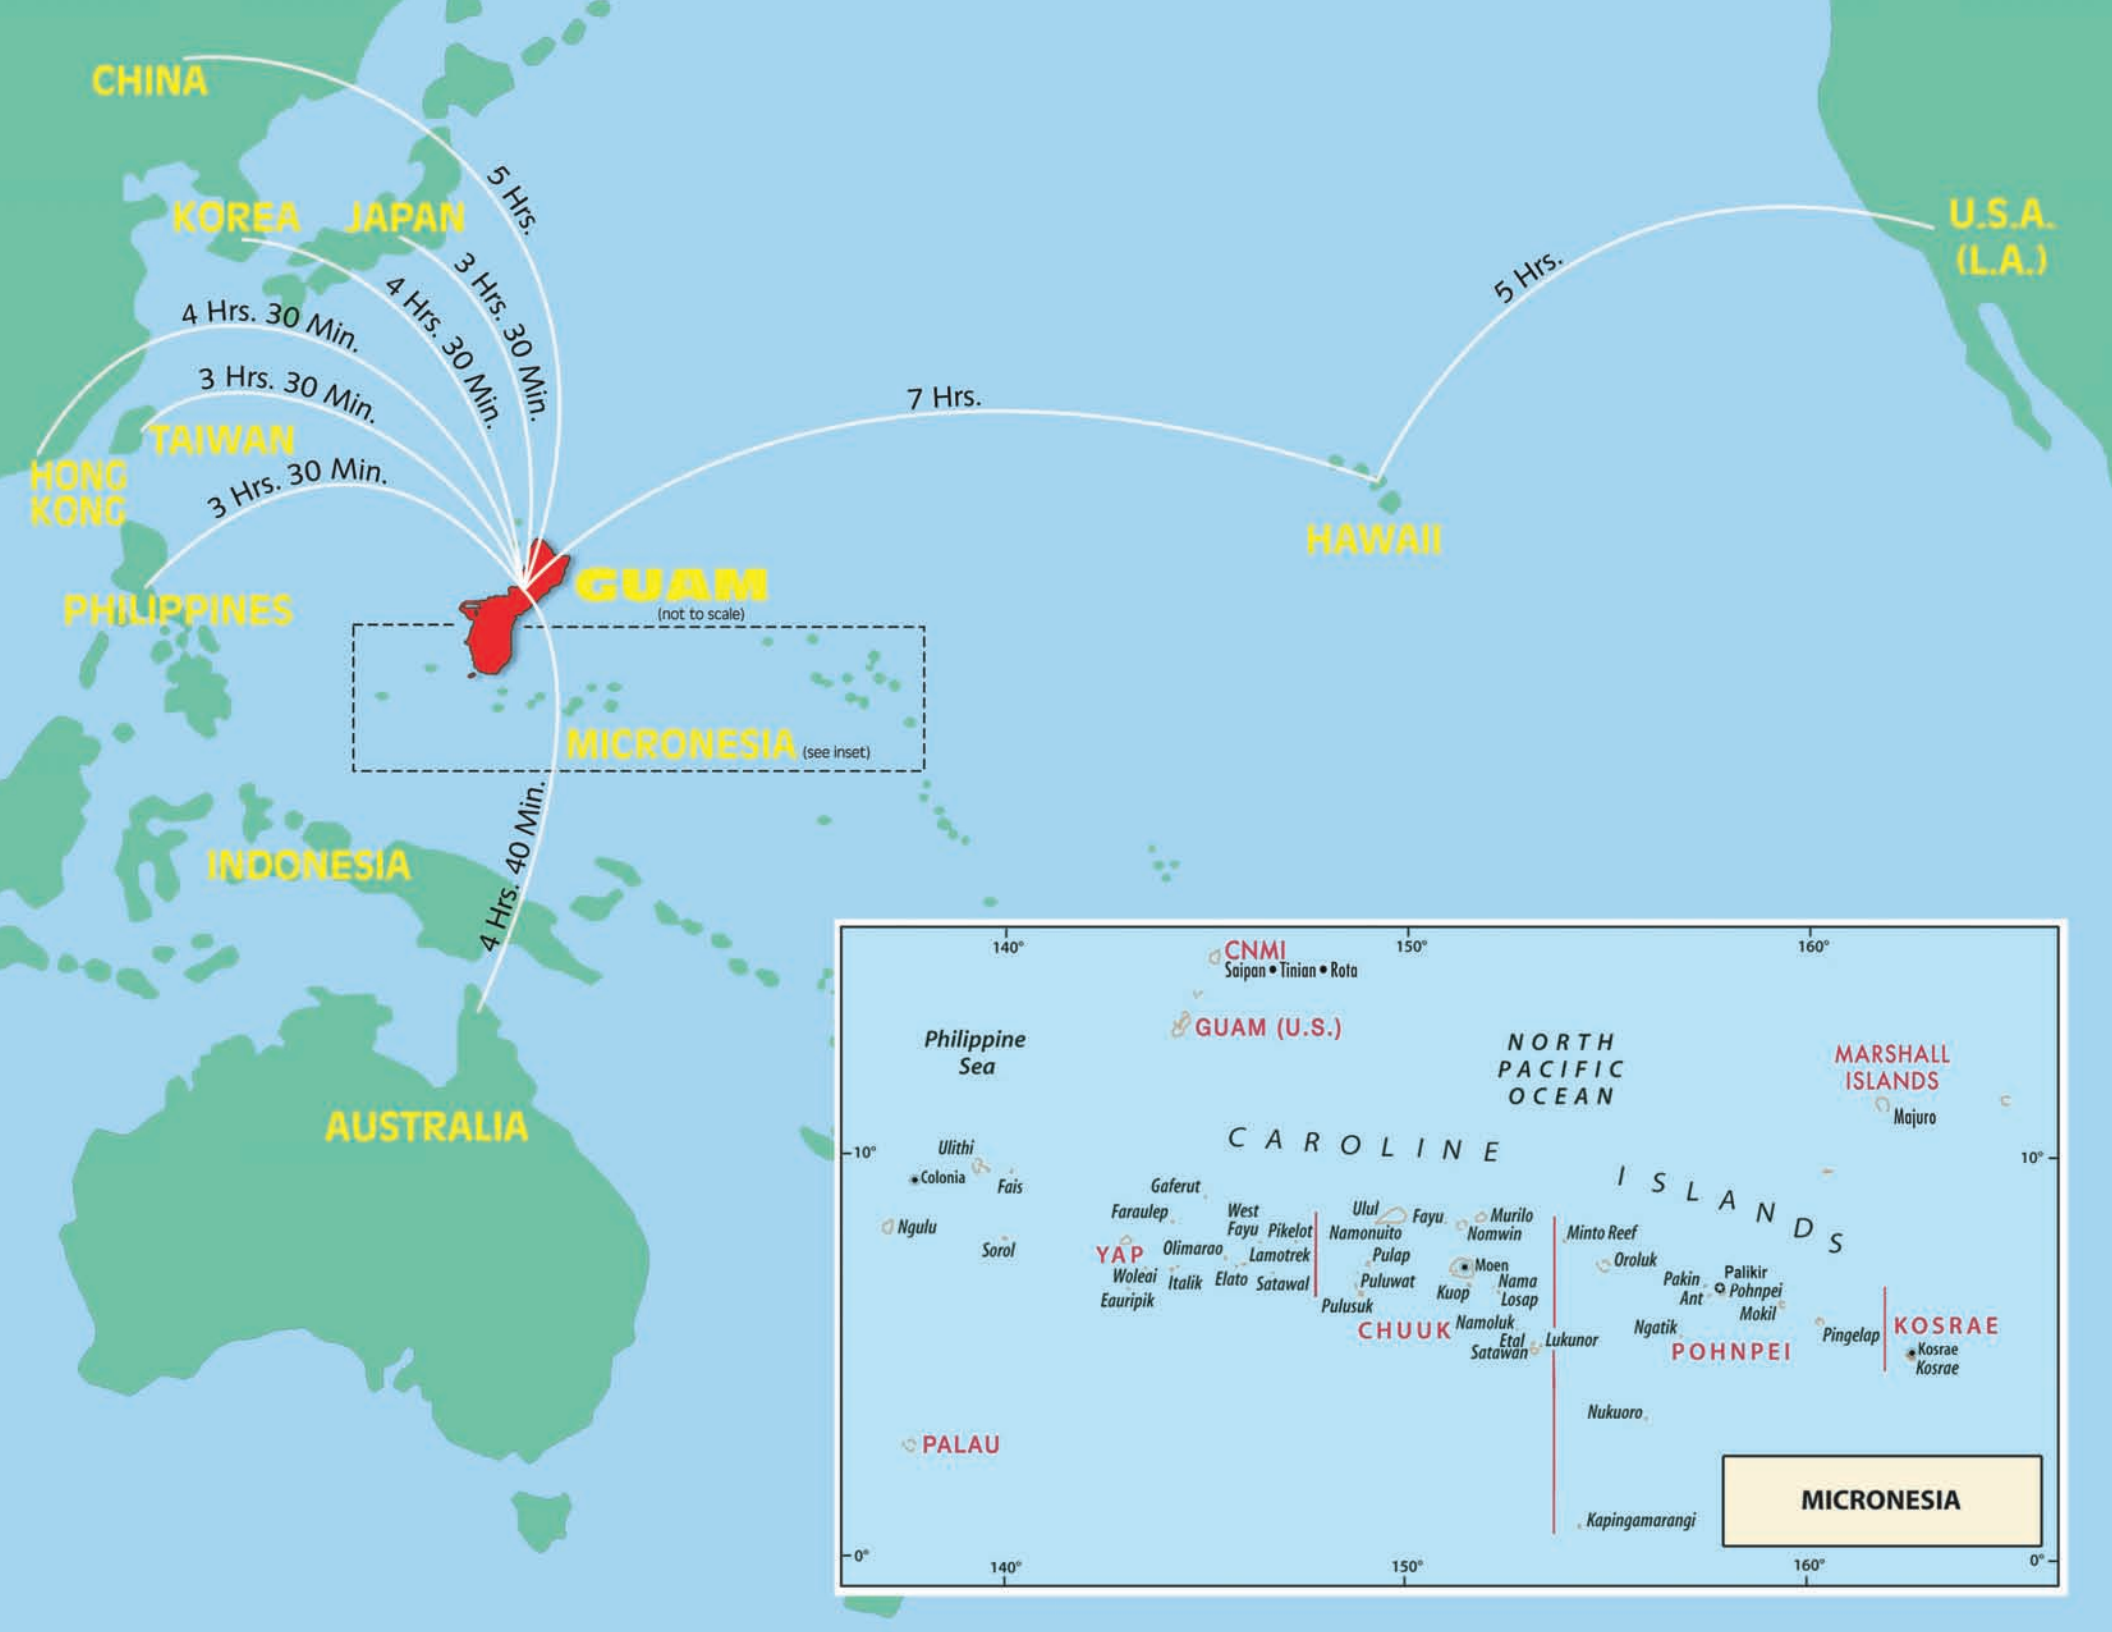 CHINA
5 Hrs.
KOREA
JAPAN
3 Hrs. 30 Min.
4 Hrs. 30 Min.
4 Hrs. 30 Min.
3 Hrs. 30 Min.
TAIWAN
HONG
KONG
3 Hrs. 30 Min.
PHILIPPINES
GUAM
(not to scale)
7 Hrs.
5 Hrs.
U.S.A.
(L.A.)
HAWAII
MICRONESIA (see inset)
4 Hrs. 40 Min.
INDONESIA
AUSTRALIA
140°
150°
160°
CNMI
Saipan • Tinian • Rota
GUAM (U.S.)
Philippine
Sea
NORTH
PACIFIC
OCEAN
MARSHALL
ISLANDS
Majuro
CAROLINE
ISLANDS
10°
10°
Ulithi
Colonia
Fais
Ngulu
Sorol
Gaferut
Faraulep
West
Fayu
Pikelot
YAP
Olimarao
Lamotrek
Woleai
Italik
Elato
Satawal
Eauripik
Ulul
Fayu
Murilo
Namonuito
Nomwin
Pulap
Moen
Puluwat
Kuop
Nama
Losap
Pulusuk
CHUUK
Namoluk
Etal
Lukunor
Satawan
Minto Reef
Oroluk
Pakin
Palikir
Pohnpei
Ant
Mokil
Ngatik
POHNPEI
Pingelap
KOSRAE
Kosrae
Kosrae
Nukuoro
PALAU
Kapingamarangi
MICRONESIA
0°
0°
140°
150°
160°